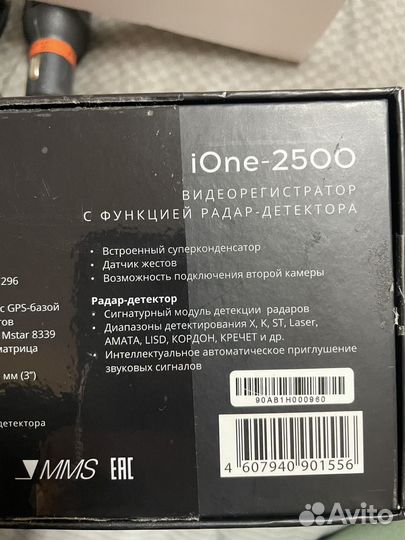 iOne-2500
ВИДЕОРЕГИСТРАТОР
С ФУНКЦИЕЙ РАДАР-ДЕТЕКТОРА
• Встроенный суперконденсатор
• Датчик жестов
• Возможность подключения второй камеры
296
с GPS-базой
Mstar 8339
матрица
мм (3")
Радар-детектор
• Сигнатурный модуль детекции радаров
• Диапазоны детектирования X, K, ST, Laser,
АМАТА, LISD, КОРДОН, КРЕЧЕТ и др.
• Интеллектуальное автоматическое приглушение
звуковых сигналов
90AB1H000960
MMS EAC
4 607940 901556
Avito